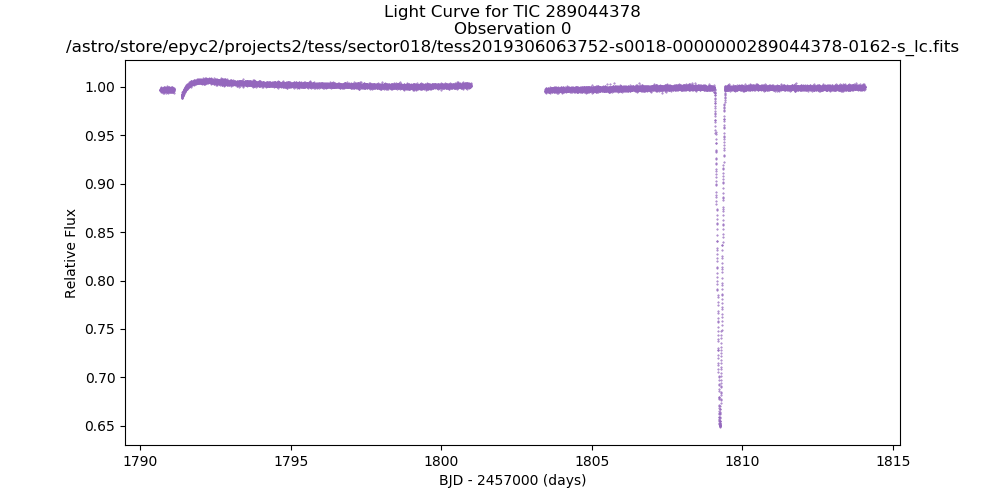 Light Curve for TIC 289044378
Observation 0
/astro/store/epyc2/projects2/tess/sector018/tess2019306063752-s0018-0000000289044378-0162-s_lc.fits
1.00
0.95
0.90
0.85
0.80
0.75
0.70
0.65
Relative Flux
1790
1795
1800
1805
1810
1815
BJD - 2457000 (days)